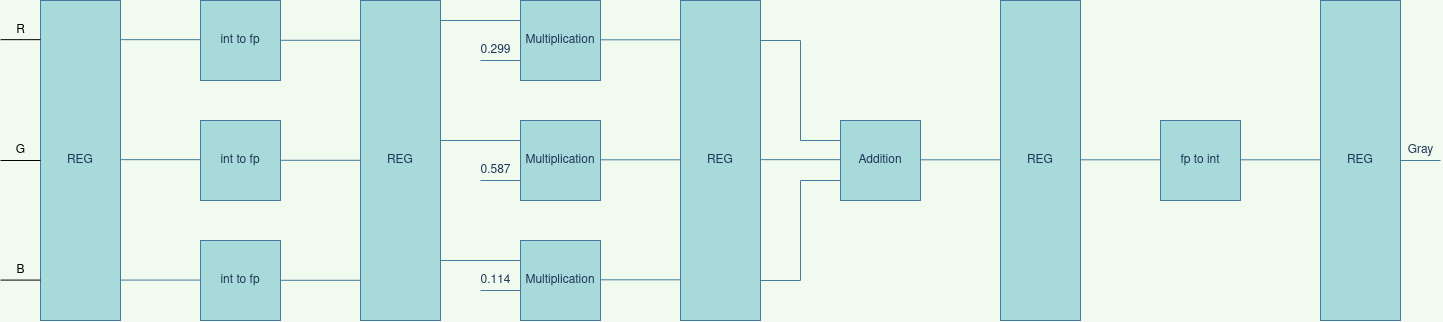 R
int to fp
Multiplication
0.299
G
REG
int to fp
REG
0.587
Multiplication
REG
Addition
REG
fp to int
REG
Gray
B
int to fp
0.114
Multiplication